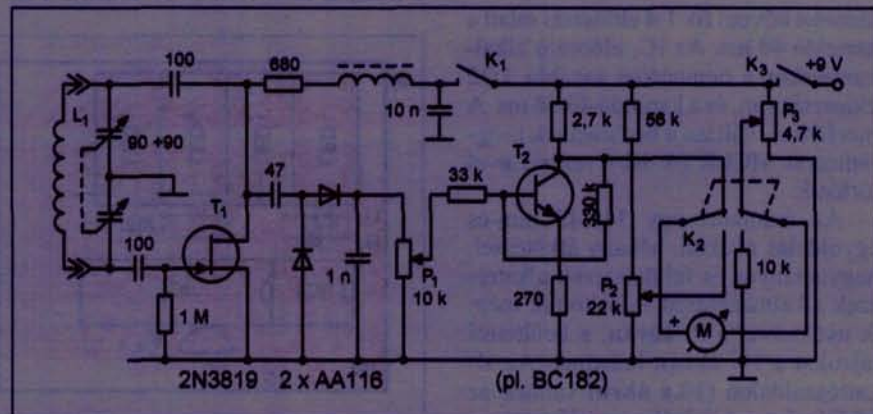 100
680
K₁
K₃
+9 V
L₁
10 n
P₃
4,7 k
90 +90
2,7 k
56 k
T₂
33 k
47
330 k
T₁
K₂
100
1 n
P₁
10 k
270
P₂
22 k
10 k
1 M
+
M
2N3819
2 x AA116
(pl. BC182)